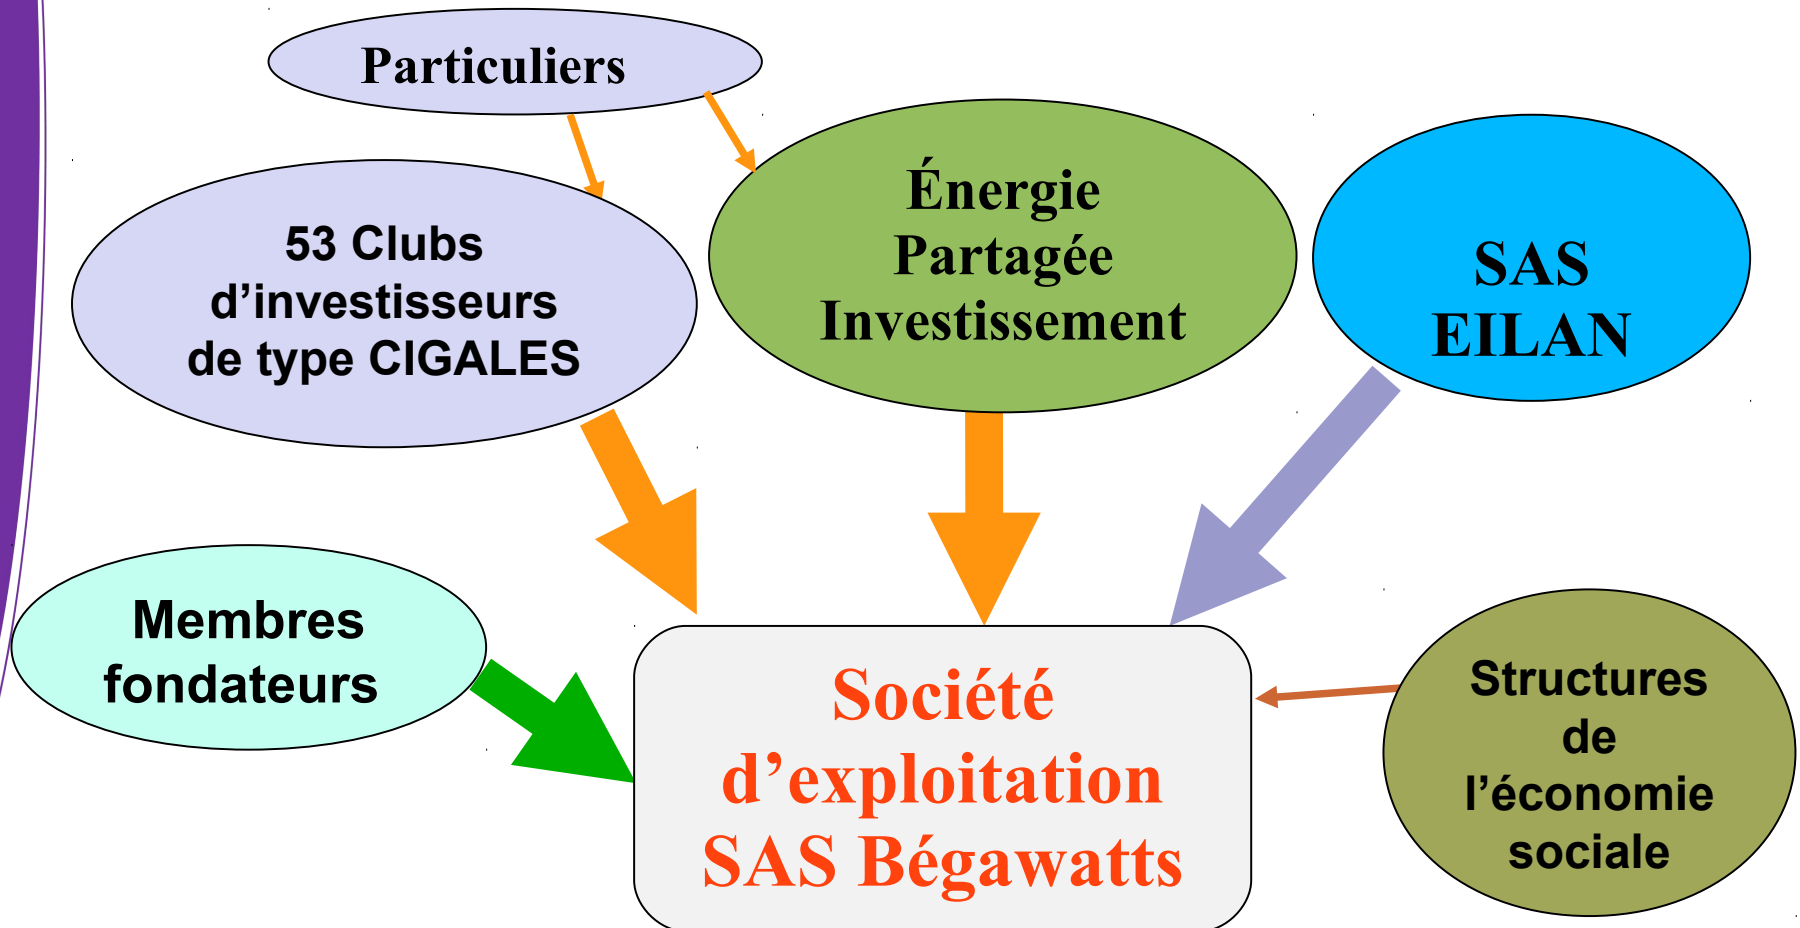 Particuliers
53 Clubs
d’investisseurs
de type CIGALES
Énergie
Partagée
Investissement
SAS
EILAN
Membres
fondateurs
Société
d’exploitation
SAS Bégawatts
Structures
de
l’économie
sociale